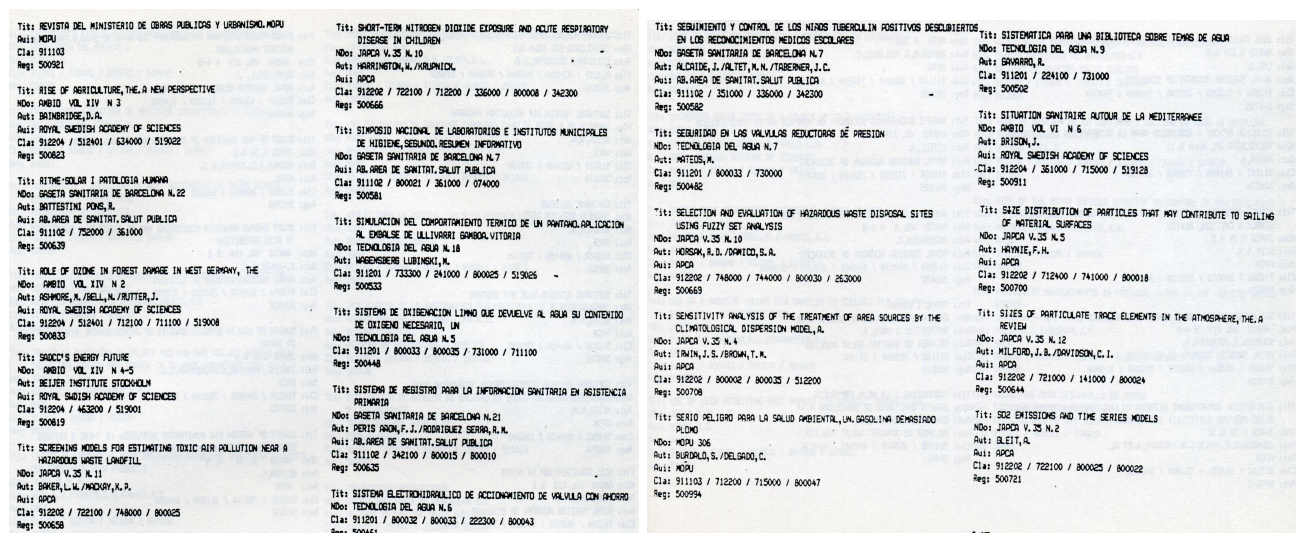 Tit: REVISTA DEL MINISTERIO DE OBRAS PUBLICAS Y URBANISMO.MOPU
Aui: MOPU
Cla: 911103
Reg: 500921
Tit: RISE OF AGRICULTURE,THE.A NEW PERSPECTIVE
NDo: AMBIO VOL XIV N 3
Aut: BAINBRIDGE,D.A.
Aui: ROYAL SWEDISH ACADEMY OF SCIENCES
Cla: 912204 / 512401 / 634000 / 519022
Reg: 500823
Tit: RITME SOLAR I PATOLOGIA HUMANA
NDo: GASETA SANITARIA DE BARCELONA N.22
Aut: BATTESTINI PONS,R.
Aui: AB.AREA DE SANITAT.SALUT PUBLICA
Cla: 911102 / 752000 / 361000
Reg: 500639
Tit: ROLE OF OZONE IN FOREST DAMAGE IN WEST GERMANY, THE
NDo: AMBIO VOL XIV N 2
Aut: ASHMORE,M./BELL,N./RUTTER,J.
Aui: ROYAL SWEDISH ACADEMY OF SCIENCES
Cla: 912204 / 512401 / 712100 / 711100 / 519008
Reg: 500833
Tit: SADCC'S ENERGY FUTURE
NDo: AMBIO VOL XIV N 4-5
Aut: BEIJER INSTITUTE STOCKHOLM
Aui: ROYAL SWDISH ACADEMY OF SCIENCES
Cla: 912204 / 463200 / 519001
Reg: 500819
Tit: SCREENING MODELS FOR ESTIMATING TOXIC AIR POLLUTION NEAR A
HAZARDOUS WASTE LANDFILL
NDo: JAPCA V.35 N.11
Aut: BAKER,L.W./MACKAY,K.P.
Aui: APCA
Cla: 912202 / 722100 / 748000 / 800025
Reg: 500658
Tit: SHORT-TERM NITROGEN DIOXIDE EXPOSURE AND ACUTE RESPIRATORY
DISEASE IN CHILDREN
NDo: JAPCA V.35 N.10
Aut: HARRINGTON,W./KRUPNICK.
Aui: APCA
Cla: 912202 / 722100 / 712200 / 336000 / 800008 / 342300
Reg: 500666
Tit: SIMPOSIO NACIONAL DE LABORATORIOS E INSTITUTOS MUNICIPALES
DE HIGIENE,SEGUNDO.RESUMEN INFORMATIVO
NDo: GASETA SANITARIA DE BARCELONA N.7
Aui: AB.AREA DE SANITAT.SALUT PUBLICA
Cla: 911102 / 800021 / 361000 / 074000
Reg: 500581
Tit: SIMULACION DEL COMPORTAMIENTO TERMICO DE UN PANTANO.APLICACION
AL EMBALSE DE ULLIVARRI GAMBOA.VITORIA
NDo: TECNOLOGIA DEL AGUA N.18
Aut: WAGENSBERG LUBINSKI,M.
Cla: 911201 / 733300 / 241000 / 800025 / 519026
Reg: 500533
Tit: SISTEMA DE OXIGENACION LIMNO QUE DEVUELVE AL AGUA SU CONTENIDO
DE OXIGENO NECESARIO, UN
NDo: TECNOLOGIA DEL AGUA N.5
Cla: 911201 / 800033 / 800035 / 731000 / 711100
Reg: 500448
Tit: SISTEMA DE REGISTRO PARA LA INFORMACION SANITARIA EN ASISTENCIA
PRIMARIA
NDo: GASETA SANITARIA DE BARCELONA N.21
Aut: PERIS AAON,F.J./RODRIGUEZ SERRA,R.M.
Aui: AB.AREA DE SANITAT.SALUT PUBLICA
Cla: 911102 / 342100 / 800015 / 800010
Reg: 500635
Tit: SISTEMA ELECTROHIDRAULICO DE ACCIONAMIENTO DE VALVULA CON AHORRO
NDo: TECNOLOGIA DEL AGUA N.6
Cla: 911201 / 800032 / 800033 / 222300 / 800043
Reg: 500461
Tit: SEGUIMIENTO Y CONTROL DE LOS NIÑOS TUBERCULIN POSITIVOS DESCUBIERTOS
EN LOS RECONOCIMIENTOS MEDICOS ESCOLARES
NDo: GASETA SANITARIA DE BARCELONA N.7
Aut: ALCAIDE,J./ALTET,M.N./TABERNER,J.C.
Aui: AB.AREA DE SANITAT.SALUT PUBLICA
Cla: 911102 / 351000 / 336000 / 342300
Reg: 500582
Tit: SEGURIDAD EN LAS VALVULAS REDUCTORAS DE PRESION
NDo: TECNOLOGIA DEL AGUA N.7
Aut: MATEOS,M.
Cla: 911201 / 800033 / 730000
Reg: 500482
Tit: SELECTION AND EVALUATION OF HAZARDOUS WASTE DISPOSAL SITES
USING FUZZY SET ANALYSIS
NDo: JAPCA V.35 N.10
Aut: HORSAK,R.D./DAMICO,S.A.
Aui: APCA
Cla: 912202 / 748000 / 744000 / 800030 / 263000
Reg: 500669
Tit: SENSITIVITY ANALYSIS OF THE TREATMENT OF AREA SOURCES BY THE
CLIMATOLOGICAL DISPERSION MODEL,A.
NDo: JAPCA V.35 N.4
Aut: IRWIN,J.S./BROWN,T.M.
Aui: APCA
Cla: 912202 / 800002 / 800035 / 512200
Reg: 500708
Tit: SERIO PELIGRO PARA LA SALUD AMBIENTAL,UN.GASOLINA DEMASIADO
PLOMO
NDo: MOPU 306
Aut: BURDALO,S./DELGADO,C.
Aui: MOPU
Cla: 911103 / 712200 / 715000 / 800047
Reg: 500994
Tit: SISTEMATICA PARA UNA BIBLIOTECA SOBRE TEMAS DE AGUA
NDo: TECNOLOGIA DEL AGUA N.9
Aut: GAVARRO,R.
Cla: 911201 / 224100 / 731000
Reg: 500502
Tit: SITUATION SANITAIRE AUTOUR DE LA MEDITERRANEE
NDo: AMBIO VOL VI N 6
Aut: BRISON,J.
Aui: ROYAL SWEDISH ACADEMY OF SCIENCES
Cla: 912204 / 361000 / 715000 / 519128
Reg: 500911
Tit: SIZE DISTRIBUTION OF PARTICLES THAT MAY CONTRIBUTE TO SAILING
OF MATERIAL SURFACES
NDo: JAPCA V.35 N.5
Aut: HAYNIE,F.H.
Aui: APCA
Cla: 912202 / 712400 / 741000 / 800018
Reg: 500700
Tit: SIZES OF PARTICULATE TRACE ELEMENTS IN THE ATMOSPHERE,THE.A
REVIEW
NDo: JAPCA V.35 N.12
Aut: MILFORD,J.B./DAVIDSON,C.I.
Aui: APCA
Cla: 912202 / 721000 / 141000 / 800024
Reg: 500644
Tit: SO2 EMISSIONS AND TIME SERIES MODELS
NDo: JAPCA V.35 N.2
Aut: GLEIT,A.
Aui: APCA
Cla: 912202 / 722100 / 800025 / 800022
Reg: 500721